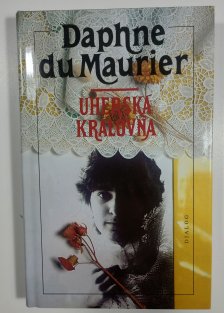 Daphne
du Maurier
UHERSKÁ
KRÁLOVNA
DIALOG